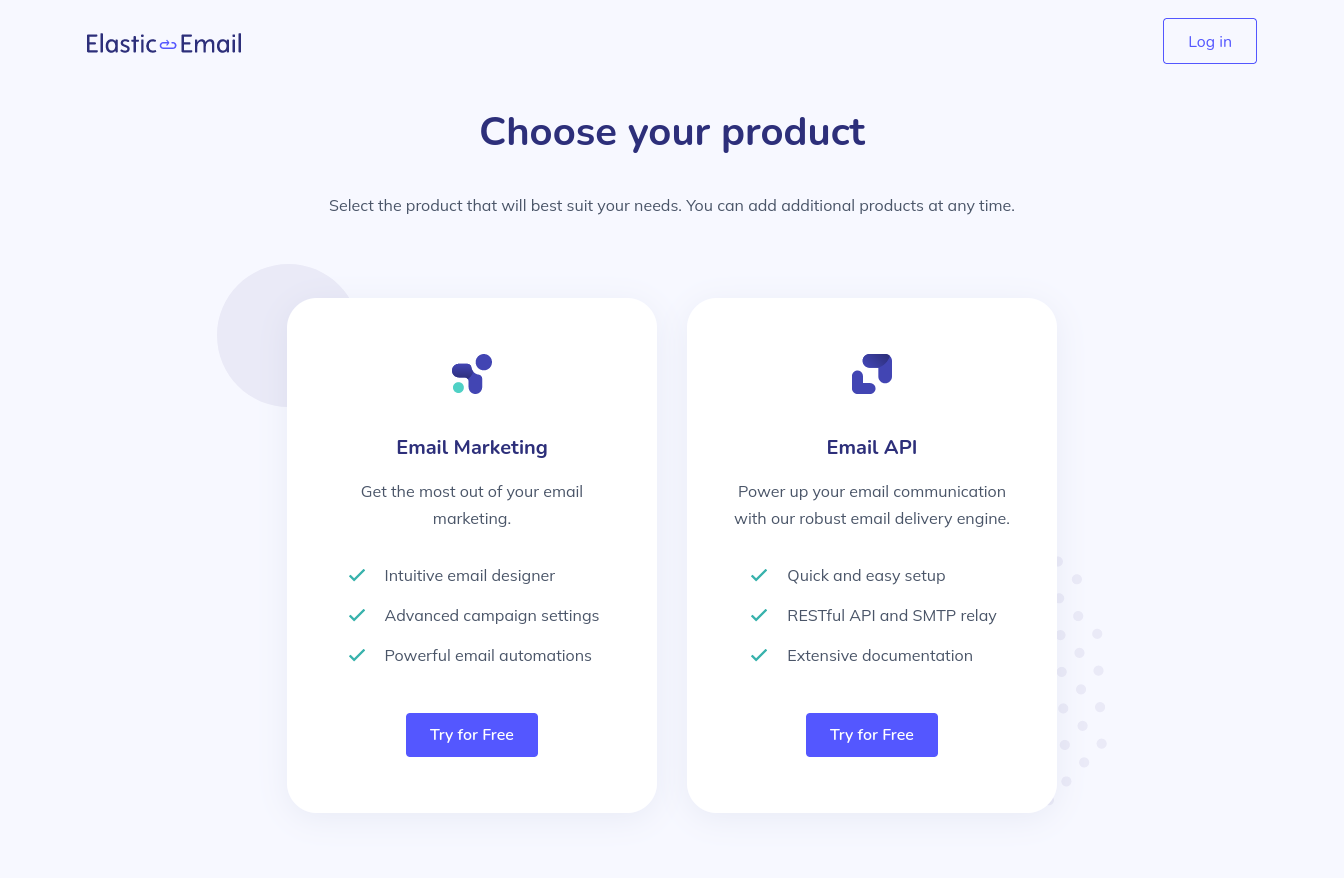 Elastic Email
Log in
Choose your product
Select the product that will best suit your needs. You can add additional products at any time.
Email Marketing
Get the most out of your email
marketing.
Intuitive email designer
Advanced campaign settings
Powerful email automations
Try for Free
Email API
Power up your email communication
with our robust email delivery engine.
Quick and easy setup
RESTful API and SMTP relay
Extensive documentation
Try for Free